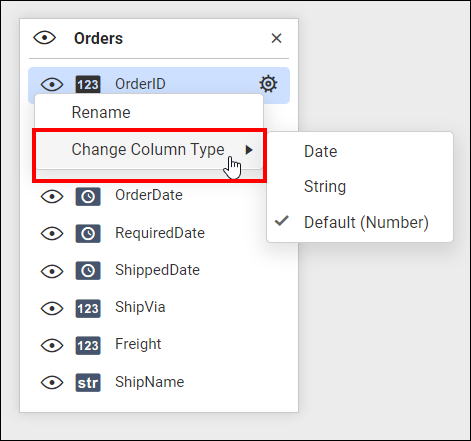 Orders
123 OrderID
Rename
Change Column Type
Date
String
Default (Number)
OrderDate
RequiredDate
ShippedDate
123 ShipVia
123 Freight
str ShipName